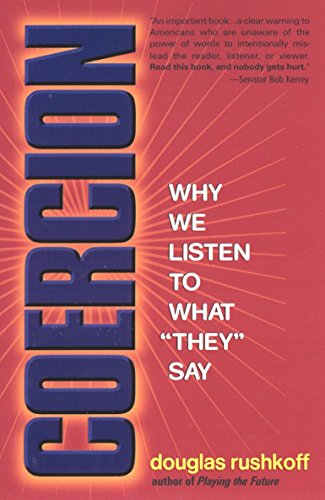 "An important book...a clear warning to
Americans who are unaware of the
power of words to intentionally mis-
lead the reader, listener, or viewer.
Read this book, and nobody gets hurt."
—Senator Bob Kerrey
COERCION
WHY
WE
LISTEN
TO
WHAT
"THEY"
SAY
douglas rushkoff
author of Playing the Future